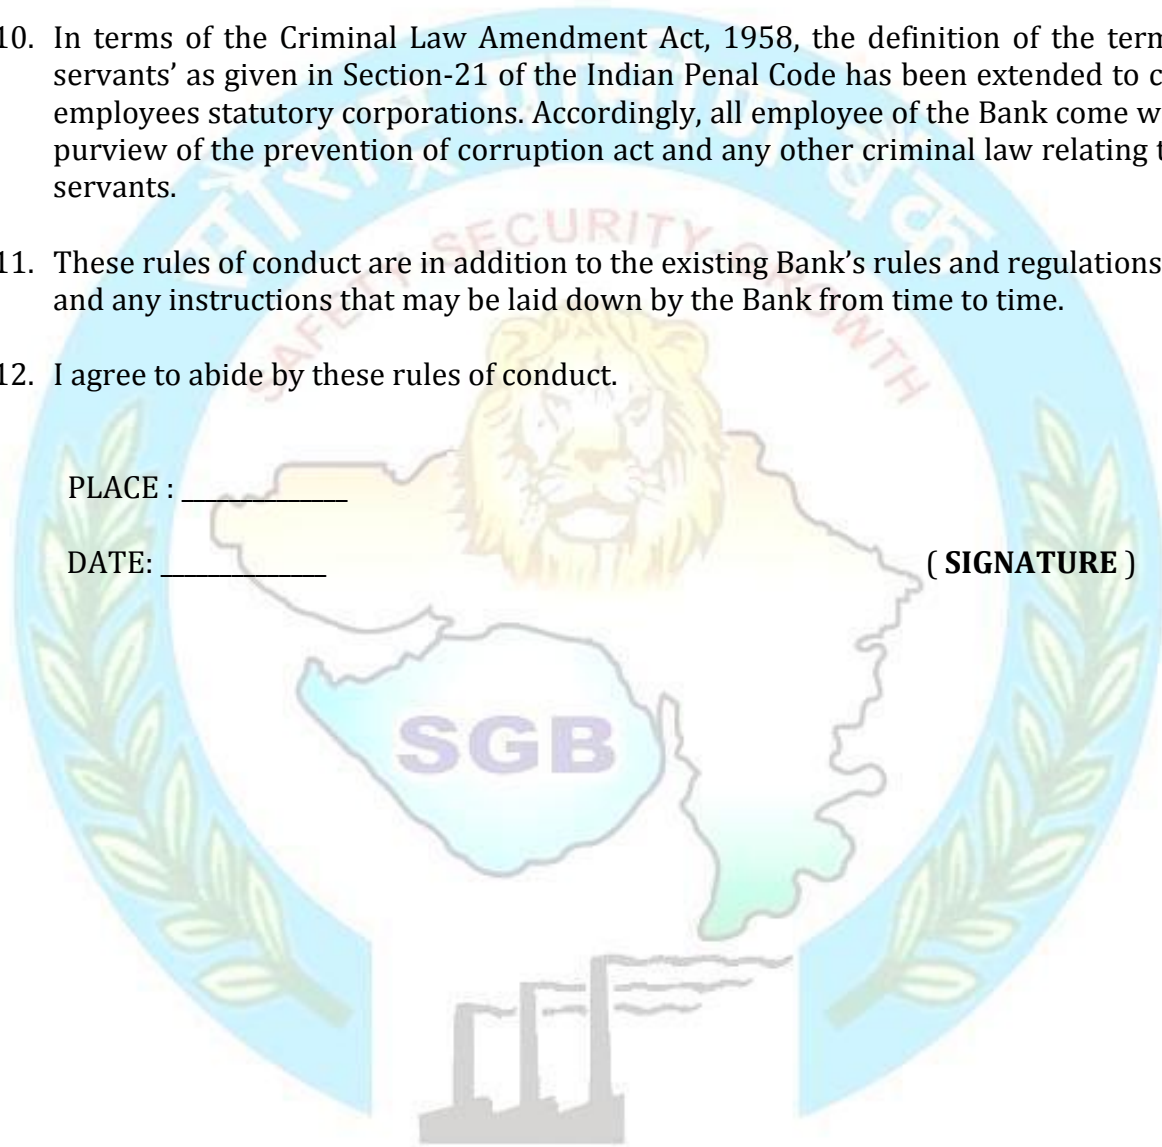 10. In terms of the Criminal Law Amendment Act, 1958, the definition of the term
servants’ as given in Section-21 of the Indian Penal Code has been extended to
employees statutory corporations. Accordingly, all employee of the Bank come
purview of the prevention of corruption act and any other criminal law relating
servants.
11. These rules of conduct are in addition to the existing Bank’s rules and regulations
and any instructions that may be laid down by the Bank from time to time.
12. I agree to abide by these rules of conduct.
PLACE : ______________
DATE: ______________ ( SIGNATURE )
SAFETY SECURITY GROWTH
SGB